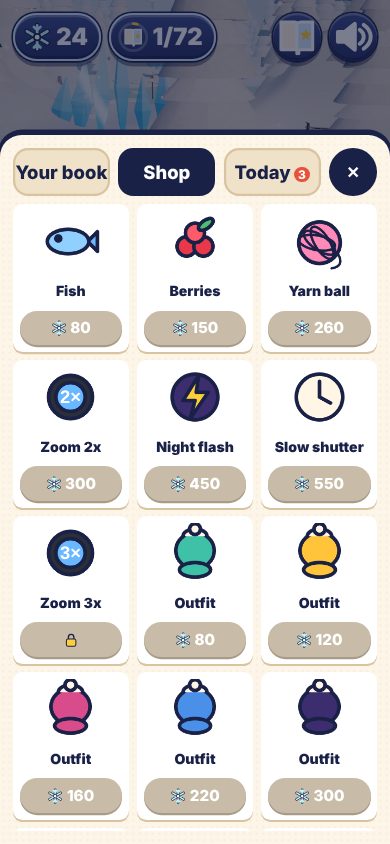 24
1/72
Your book
Shop
Today 3
×
Fish
Berries
Yarn ball
80
150
260
2×
Zoom 2x
Night flash
Slow shutter
300
450
550
3×
Zoom 3x
Outfit
Outfit
80
120
Outfit
Outfit
Outfit
160
220
300